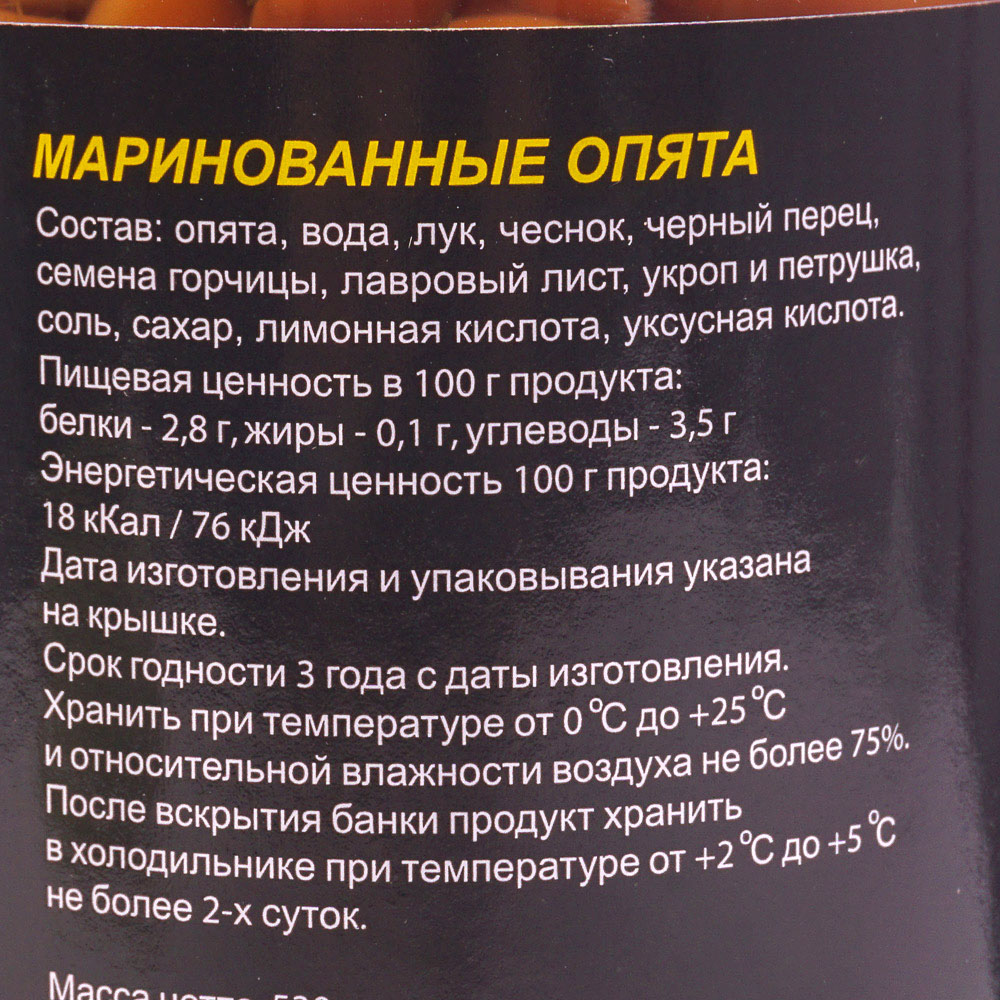 МАРИНОВАННЫЕ ОПЯТА
Состав: опята, вода, лук, чеснок, черный перец,
семена горчицы, лавровый лист, укроп и петрушка,
соль, сахар, лимонная кислота, уксусная кислота.
Пищевая ценность в 100 г продукта:
белки - 2,8 г, жиры - 0,1 г, углеводы - 3,5 г
Энергетическая ценность 100 г продукта:
18 кКал / 76 кДж
Дата изготовления и упаковывания указана
на крышке.
Срок годности 3 года с даты изготовления.
Хранить при температуре от 0 °С до +25 °С
и относительной влажности воздуха не более 75%.
После вскрытия банки продукт хранить
в холодильнике при температуре от +2 °С до +5 °С
не более 2-х суток.
Масса нетто